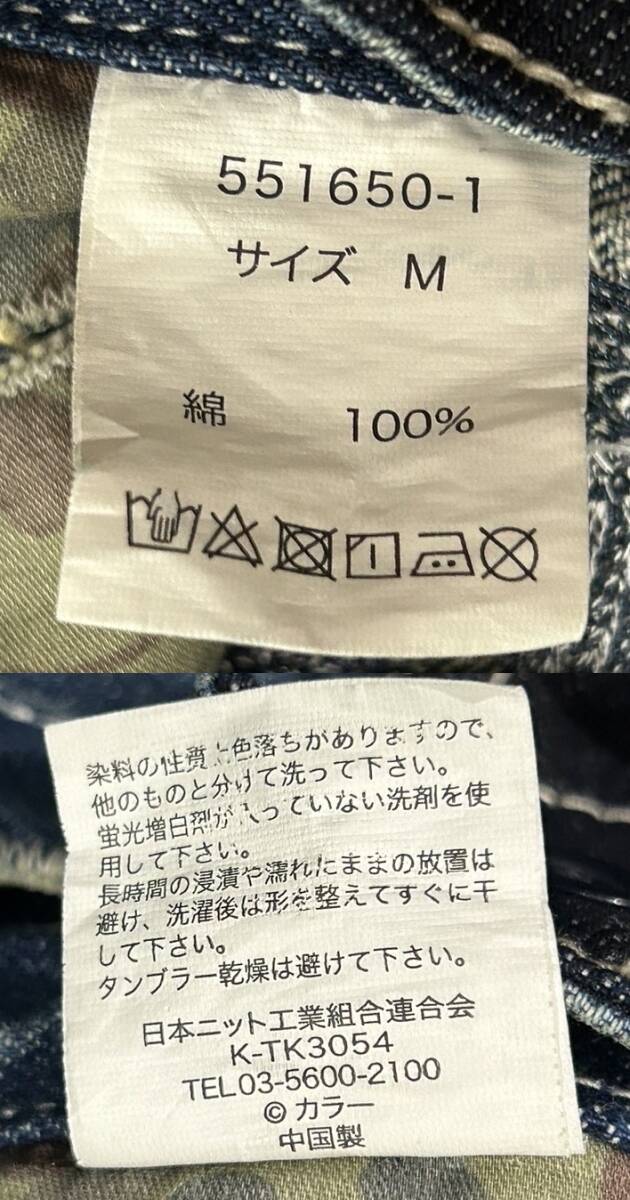 551650-1
サイズ M
綿 100%
染料の性質上色落ちがありますので、
他のものと分けて洗って下さい。
蛍光増白剤が入っていない洗剤を使
用して下さい。
長時間の浸漬や濡れたままの放置は
避け、洗濯後は形を整えてすぐに干
して下さい。
タンブラー乾燥は避けて下さい。
日本ニット工業組合連合会
K-TK3054
TEL03-5600-2100
© カラー
中国製